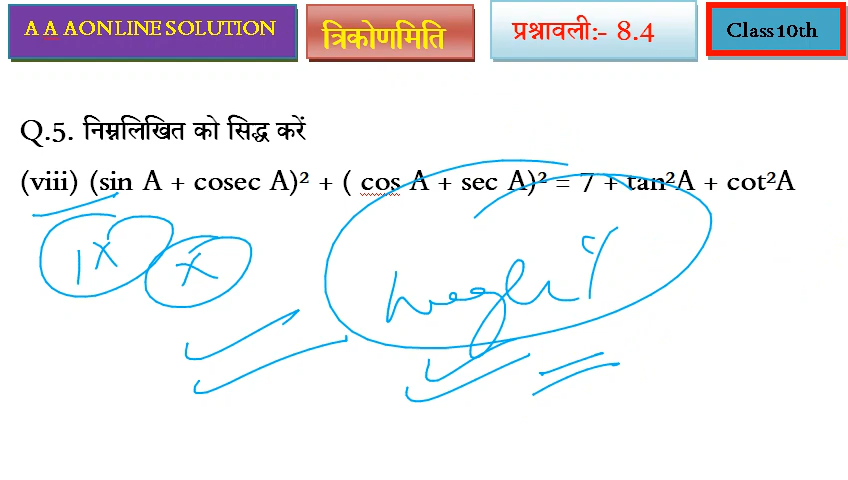 A A AONLINE SOLUTION
त्रिकोणमिति
प्रश्नावली:- 8.4
Class 10th
Q.5. निम्नलिखित को सिद्ध करें
(viii) (sin A + cosec A)² + ( cos A + sec A)² = 7 + tan²A + cot²A
1X X